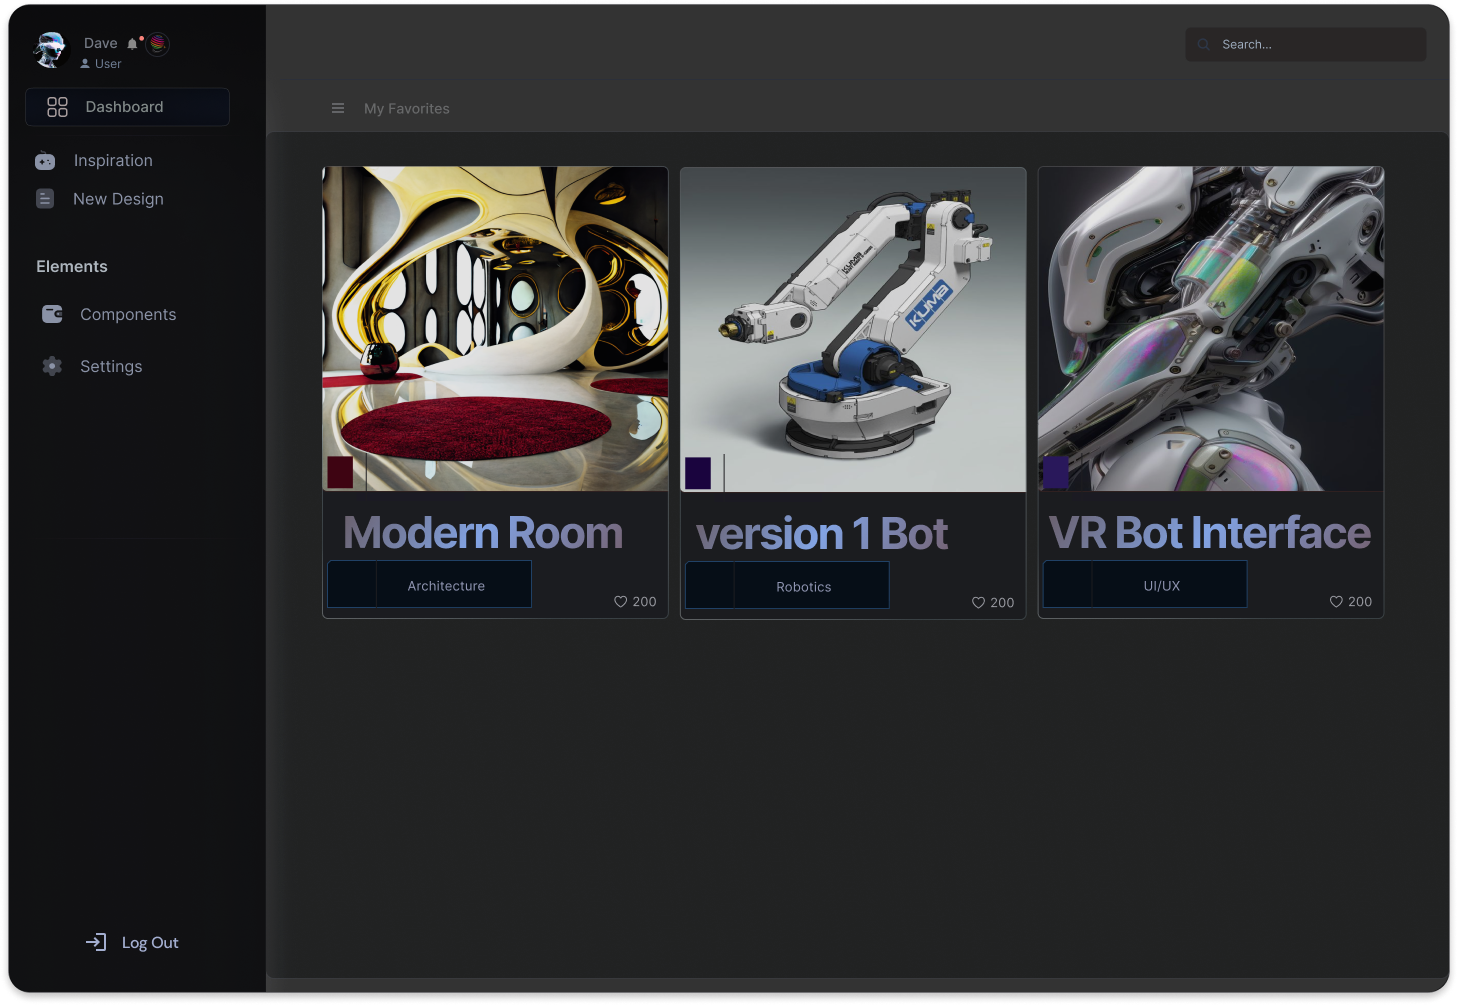 Dave
User
Dashboard
Inspiration
New Design
Elements
Components
Settings
Log Out
Search...
My Favorites
KUMA
Modern Room
Architecture
200
version 1 Bot
Robotics
200
VR Bot Interface
UI/UX
200